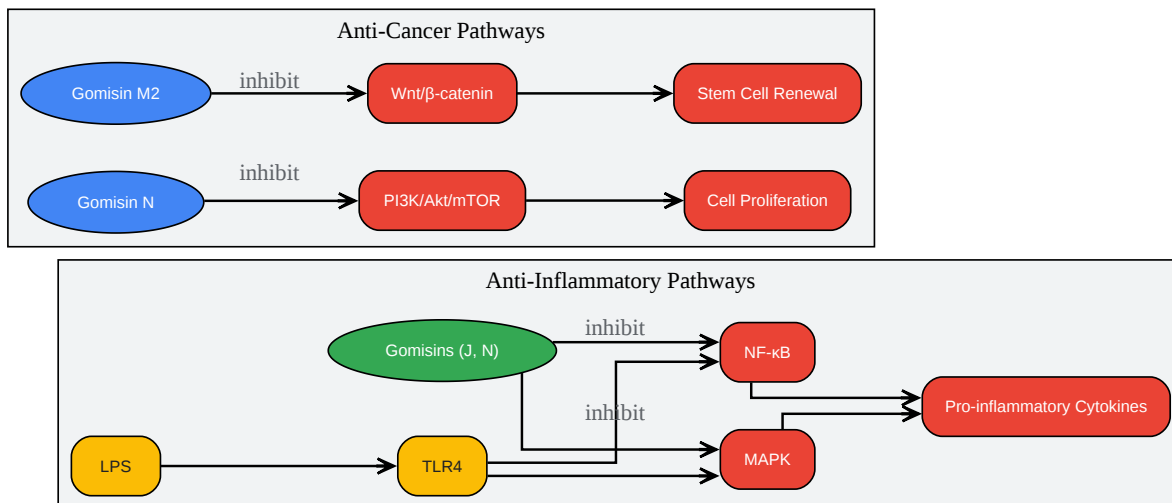 Anti-Cancer Pathways
Gomisin M2
inhibit
Wnt/β-catenin
Stem Cell Renewal
Gomisin N
inhibit
PI3K/Akt/mTOR
Cell Proliferation
Anti-Inflammatory Pathways
Gomisins (J, N)
inhibit
NF-κB
inhibit
Pro-inflammatory Cytokines
LPS
TLR4
MAPK